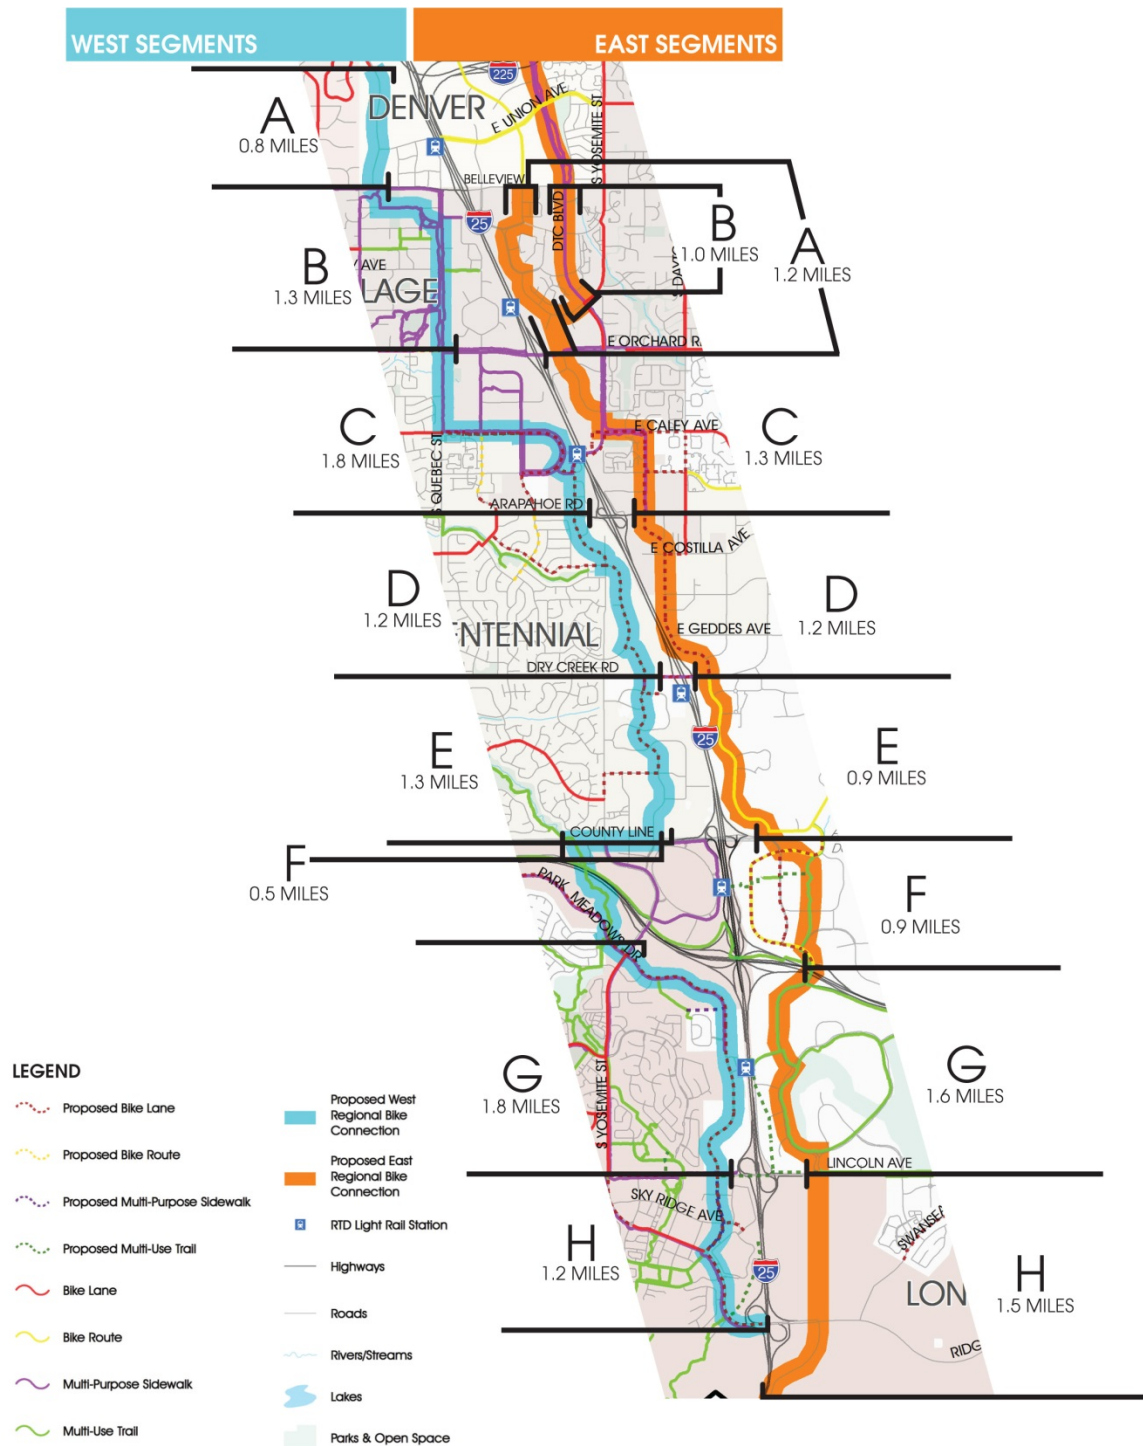 WEST SEGMENTS
EAST SEGMENTS
225
A
0.8 MILES
DENVER
E UNION AVE
S YOSEMITE ST
BELLEVIEW
25
DTC BLVD
B
1.0 MILES
A
1.2 MILES
B
1.3 MILES
AVE
LAGE
S DAV
E ORCHARD R
C
1.8 MILES
S QUEBEC ST
E CALEY AVE
C
1.3 MILES
ARAPAHOE RD
E COSTILLA AVE
D
1.2 MILES
D
1.2 MILES
NTENNIAL
E GEDDES AVE
DRY CREEK RD
25
E
1.3 MILES
E
0.9 MILES
COUNTY LINE
F
0.5 MILES
PARK MEADOWS DR
F
0.9 MILES
G
1.8 MILES
S YOSEMITE ST
G
1.6 MILES
LINCOLN AVE
SKY RIDGE AVE
SWANSEA
H
1.2 MILES
25
LON
H
1.5 MILES
RIDG
LEGEND
Proposed Bike Lane
Proposed Bike Route
Proposed Multi-Purpose Sidewalk
Proposed Multi-Use Trail
Bike Lane
Bike Route
Multi-Purpose Sidewalk
Multi-Use Trail
Proposed West
Regional Bike
Connection
Proposed East
Regional Bike
Connection
RTD Light Rail Station
Highways
Roads
Rivers/Streams
Lakes
Parks & Open Space